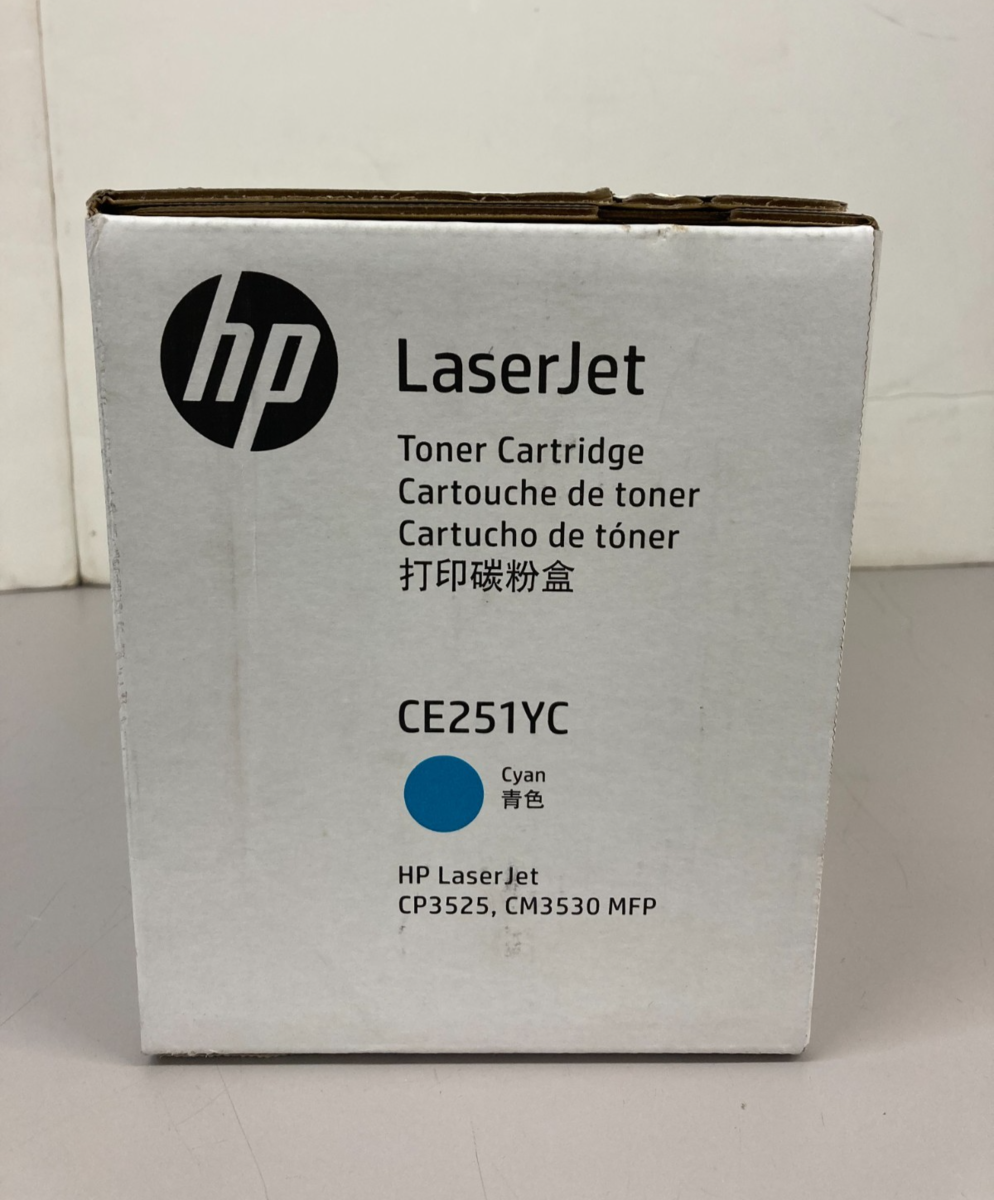 hp
LaserJet
Toner Cartridge
Cartouche de toner
Cartucho de tóner
打印碳粉盒
CE251YC
Cyan
青色
HP LaserJet
CP3525, CM3530 MFP